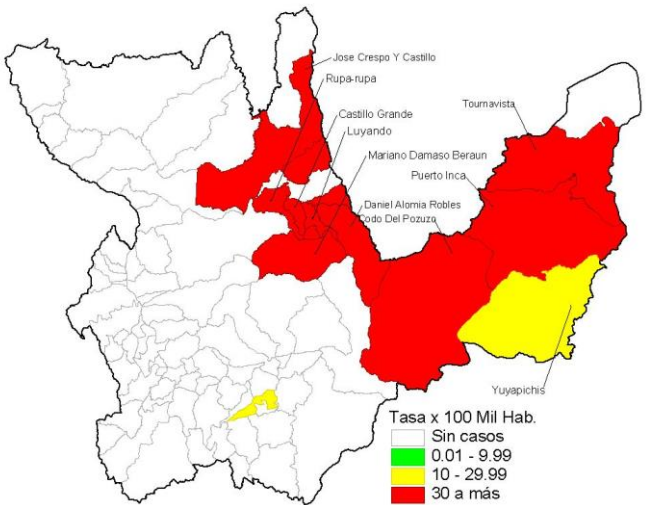 Jose Crespo Y Castillo
Rupa-rupa
Tournavista
Castillo Grande
Luyando
Mariano Damaso Beraun
Puerto Inca
Daniel Alomia Robles
Codo Del Pozuzo
Yuyapichis
Tasa x 100 Mil Hab.
Sin casos
0.01 - 9.99
10 - 29.99
30 a más